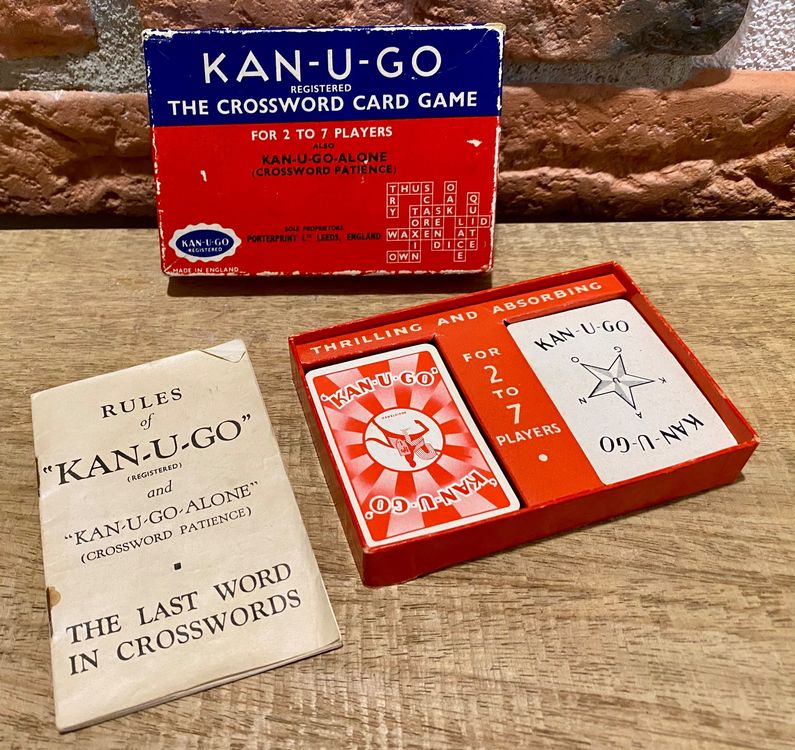 KAN-U-GO
REGISTERED
THE CROSSWORD CARD GAME
FOR 2 TO 7 PLAYERS
ALSO
KAN-U-GO-ALONE
(CROSSWORD PATIENCE)
THUS
TASK
LID
OWN
SOLE PROPRIETORS
PORTERPRINT LTD LEEDS, ENGLAND
KAN-U-GO
REGISTERED
MADE IN ENGLAND
THRILLING AND ABSORBING
FOR
2
TO
7
PLAYERS
'KAN-U-GO'
'KAN-U-GO'
KAN-U-GO
K
A
N
G
O
KAN-U-GO
RULES
of
"KAN-U-GO"
(REGISTERED)
and
"KAN-U-GO-ALONE"
(CROSSWORD PATIENCE)
THE LAST WORD
IN CROSSWORDS